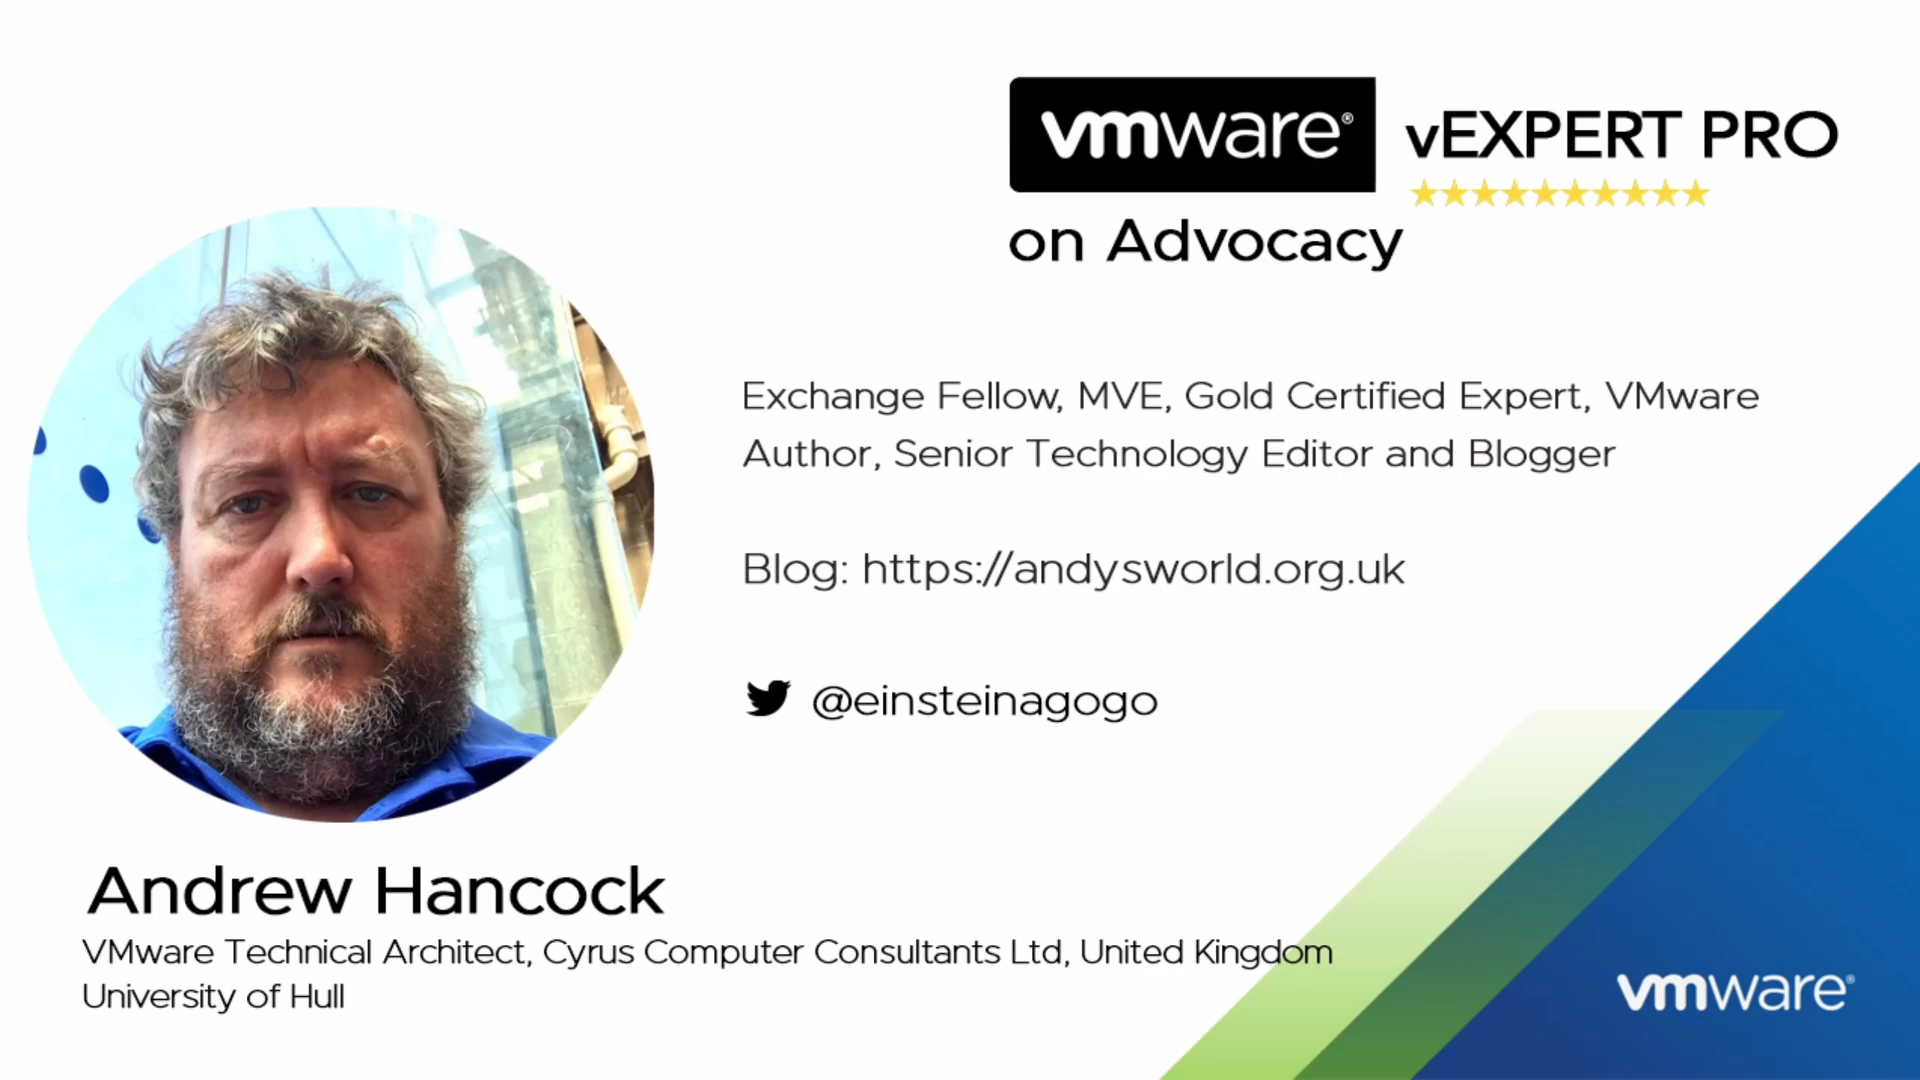 vmware® vEXPERT PRO
on Advocacy
Exchange Fellow, MVE, Gold Certified Expert, VMware
Author, Senior Technology Editor and Blogger
Blog: https://andysworld.org.uk
@einsteinagogo
Andrew Hancock
VMware Technical Architect, Cyrus Computer Consultants Ltd, United Kingdom
University of Hull
vmware®